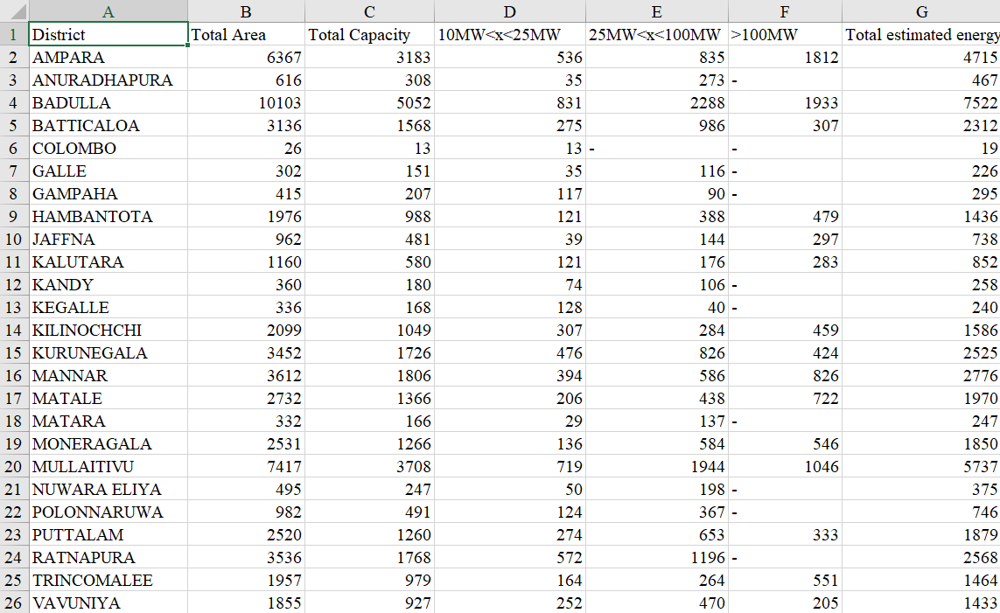 A B C D E F G
1 District Total Area Total Capacity 10MW<x<25MW 25MW<x<100MW >100MW Total estimated energy
2 AMPARA 6367 3183 536 835 1812 4715
3 ANURADHAPURA 616 308 35 273 - 467
4 BADULLA 10103 5052 831 2288 1933 7522
5 BATTICALOA 3136 1568 275 986 307 2312
6 COLOMBO 26 13 13 - - 19
7 GALLE 302 151 35 116 - 226
8 GAMPAHA 415 207 117 90 - 295
9 HAMBANTOTA 1976 988 121 388 479 1436
10 JAFFNA 962 481 39 144 297 738
11 KALUTARA 1160 580 121 176 283 852
12 KANDY 360 180 74 106 - 258
13 KEGALLE 336 168 128 40 - 240
14 KILINOCHCHI 2099 1049 307 284 459 1586
15 KURUNEGALA 3452 1726 476 826 424 2525
16 MANNAR 3612 1806 394 586 826 2776
17 MATALE 2732 1366 206 438 722 1970
18 MATARA 332 166 29 137 - 247
19 MONERAGALA 2531 1266 136 584 546 1850
20 MULLAITIVU 7417 3708 719 1944 1046 5737
21 NUWARA ELIYA 495 247 50 198 - 375
22 POLONNARUWA 982 491 124 367 - 746
23 PUTTALAM 2520 1260 274 653 333 1879
24 RATNAPURA 3536 1768 572 1196 - 2568
25 TRINCOMALEE 1957 979 164 264 551 1464
26 VAVUNIYA 1855 927 252 470 205 1433